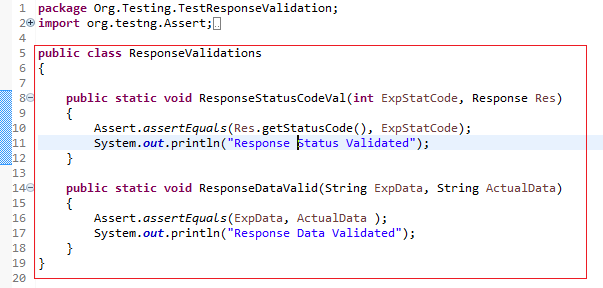 1 package Org.Testing.TestResponseValidation;
2 import org.testng.Assert;
4
5 public class ResponseValidations
6 {
7
8 public static void ResponseStatusCodeVal(int ExpStatCode, Response Res)
9 {
10 Assert.assertEquals(Res.getStatusCode(), ExpStatCode);
11 System.out.println("Response Status Validated");
12 }
13
14 public static void ResponseDataValid(String ExpData, String ActualData)
15 {
16 Assert.assertEquals(ExpData, ActualData );
17 System.out.println("Response Data Validated");
18 }
19 }
20